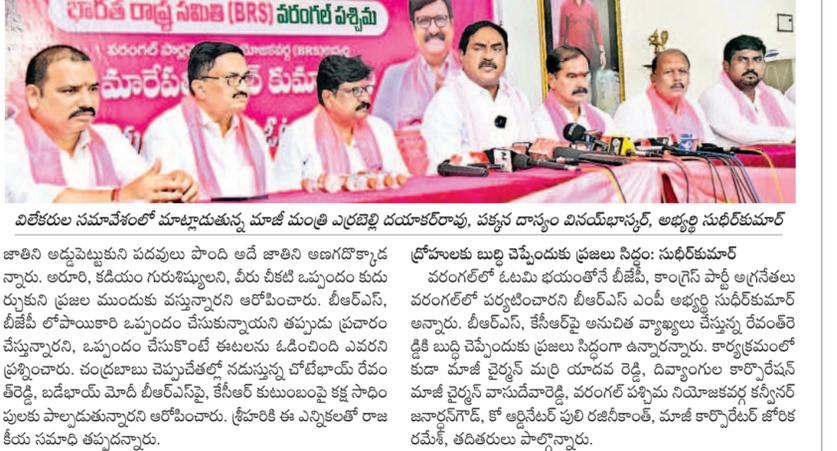 భారత రాష్ట్ర సమితి (BRS) వరంగల్ పశ్చిమ
విలేకరుల సమావేశంలో మాట్లాడుతున్న మాజీ మంత్రి ఎర్రబెల్లి దయాకర్‌రావు, పక్కన దాస్యం వినయ్‌భాస్కర్, అభ్యర్థి సుధీర్‌కుమార్
జాతిని అడ్డుపెట్టుకుని పదవులు పొంది అదే జాతిని అణగదొక్కాడ
న్నారు. అరూరి, కడియం గురుశిష్యులని, వీరు చీకటి ఒప్పందం కుదు
ర్చుకుని ప్రజల ముందుకు వస్తున్నారని ఆరోపించారు. బీఆర్‌ఎస్,
బీజేపీ లోపాయికారి ఒప్పందం చేసుకున్నాయని తప్పుడు ప్రచారం
చేస్తున్నారని, ఒప్పందం చేసుకొంటే ఈటలను ఓడించింది ఎవరని
ప్రశ్నించారు. చంద్రబాబు చెప్పుచేతల్లో నడుస్తున్న చోటేభాయ్ రేవం
త్‌రెడ్డి, బడేభాయ్ మోదీ బీఆర్‌ఎస్‌పై, కేసీఆర్ కుటుంబంపై కక్ష సాధిం
పులకు పాల్పడుతున్నారని ఆరోపించారు. శ్రీహరికి ఈ ఎన్నికలతో రాజ
కీయ సమాధి తప్పదన్నారు.
ద్రోహులకు బుద్ధి చెప్పేందుకు ప్రజలు సిద్ధం: సుధీర్‌కుమార్
వరంగల్‌లో ఓటమి భయంతోనే బీజేపీ, కాంగ్రెస్ పార్టీ అగ్రనేతలు
వరంగల్‌లో పర్యటించారని బీఆర్‌ఎస్ ఎంపీ అభ్యర్థి సుధీర్‌కుమార్
అన్నారు. బీఆర్‌ఎస్, కేసీఆర్‌పై అనుచిత వ్యాఖ్యలు చేస్తున్న రేవంత్‌రె
డ్డికి బుద్ధి చెప్పేందుకు ప్రజలు సిద్ధంగా ఉన్నారన్నారు. కార్యక్రమంలో
కుడా మాజీ చైర్మన్ మర్రి యాదవ రెడ్డి, దివ్యాంగుల కార్పొరేషన్
మాజీ చైర్మన్ వాసుదేవారెడ్డి, వరంగల్ పశ్చిమ నియోజకవర్గ కన్వీనర్
జనార్ధన్‌గౌడ్, కో ఆర్డినేటర్ పులి రజినీకాంత్, మాజీ కార్పొరేటర్ జోరిక
రమేశ్, తదితరులు పాల్గొన్నారు.